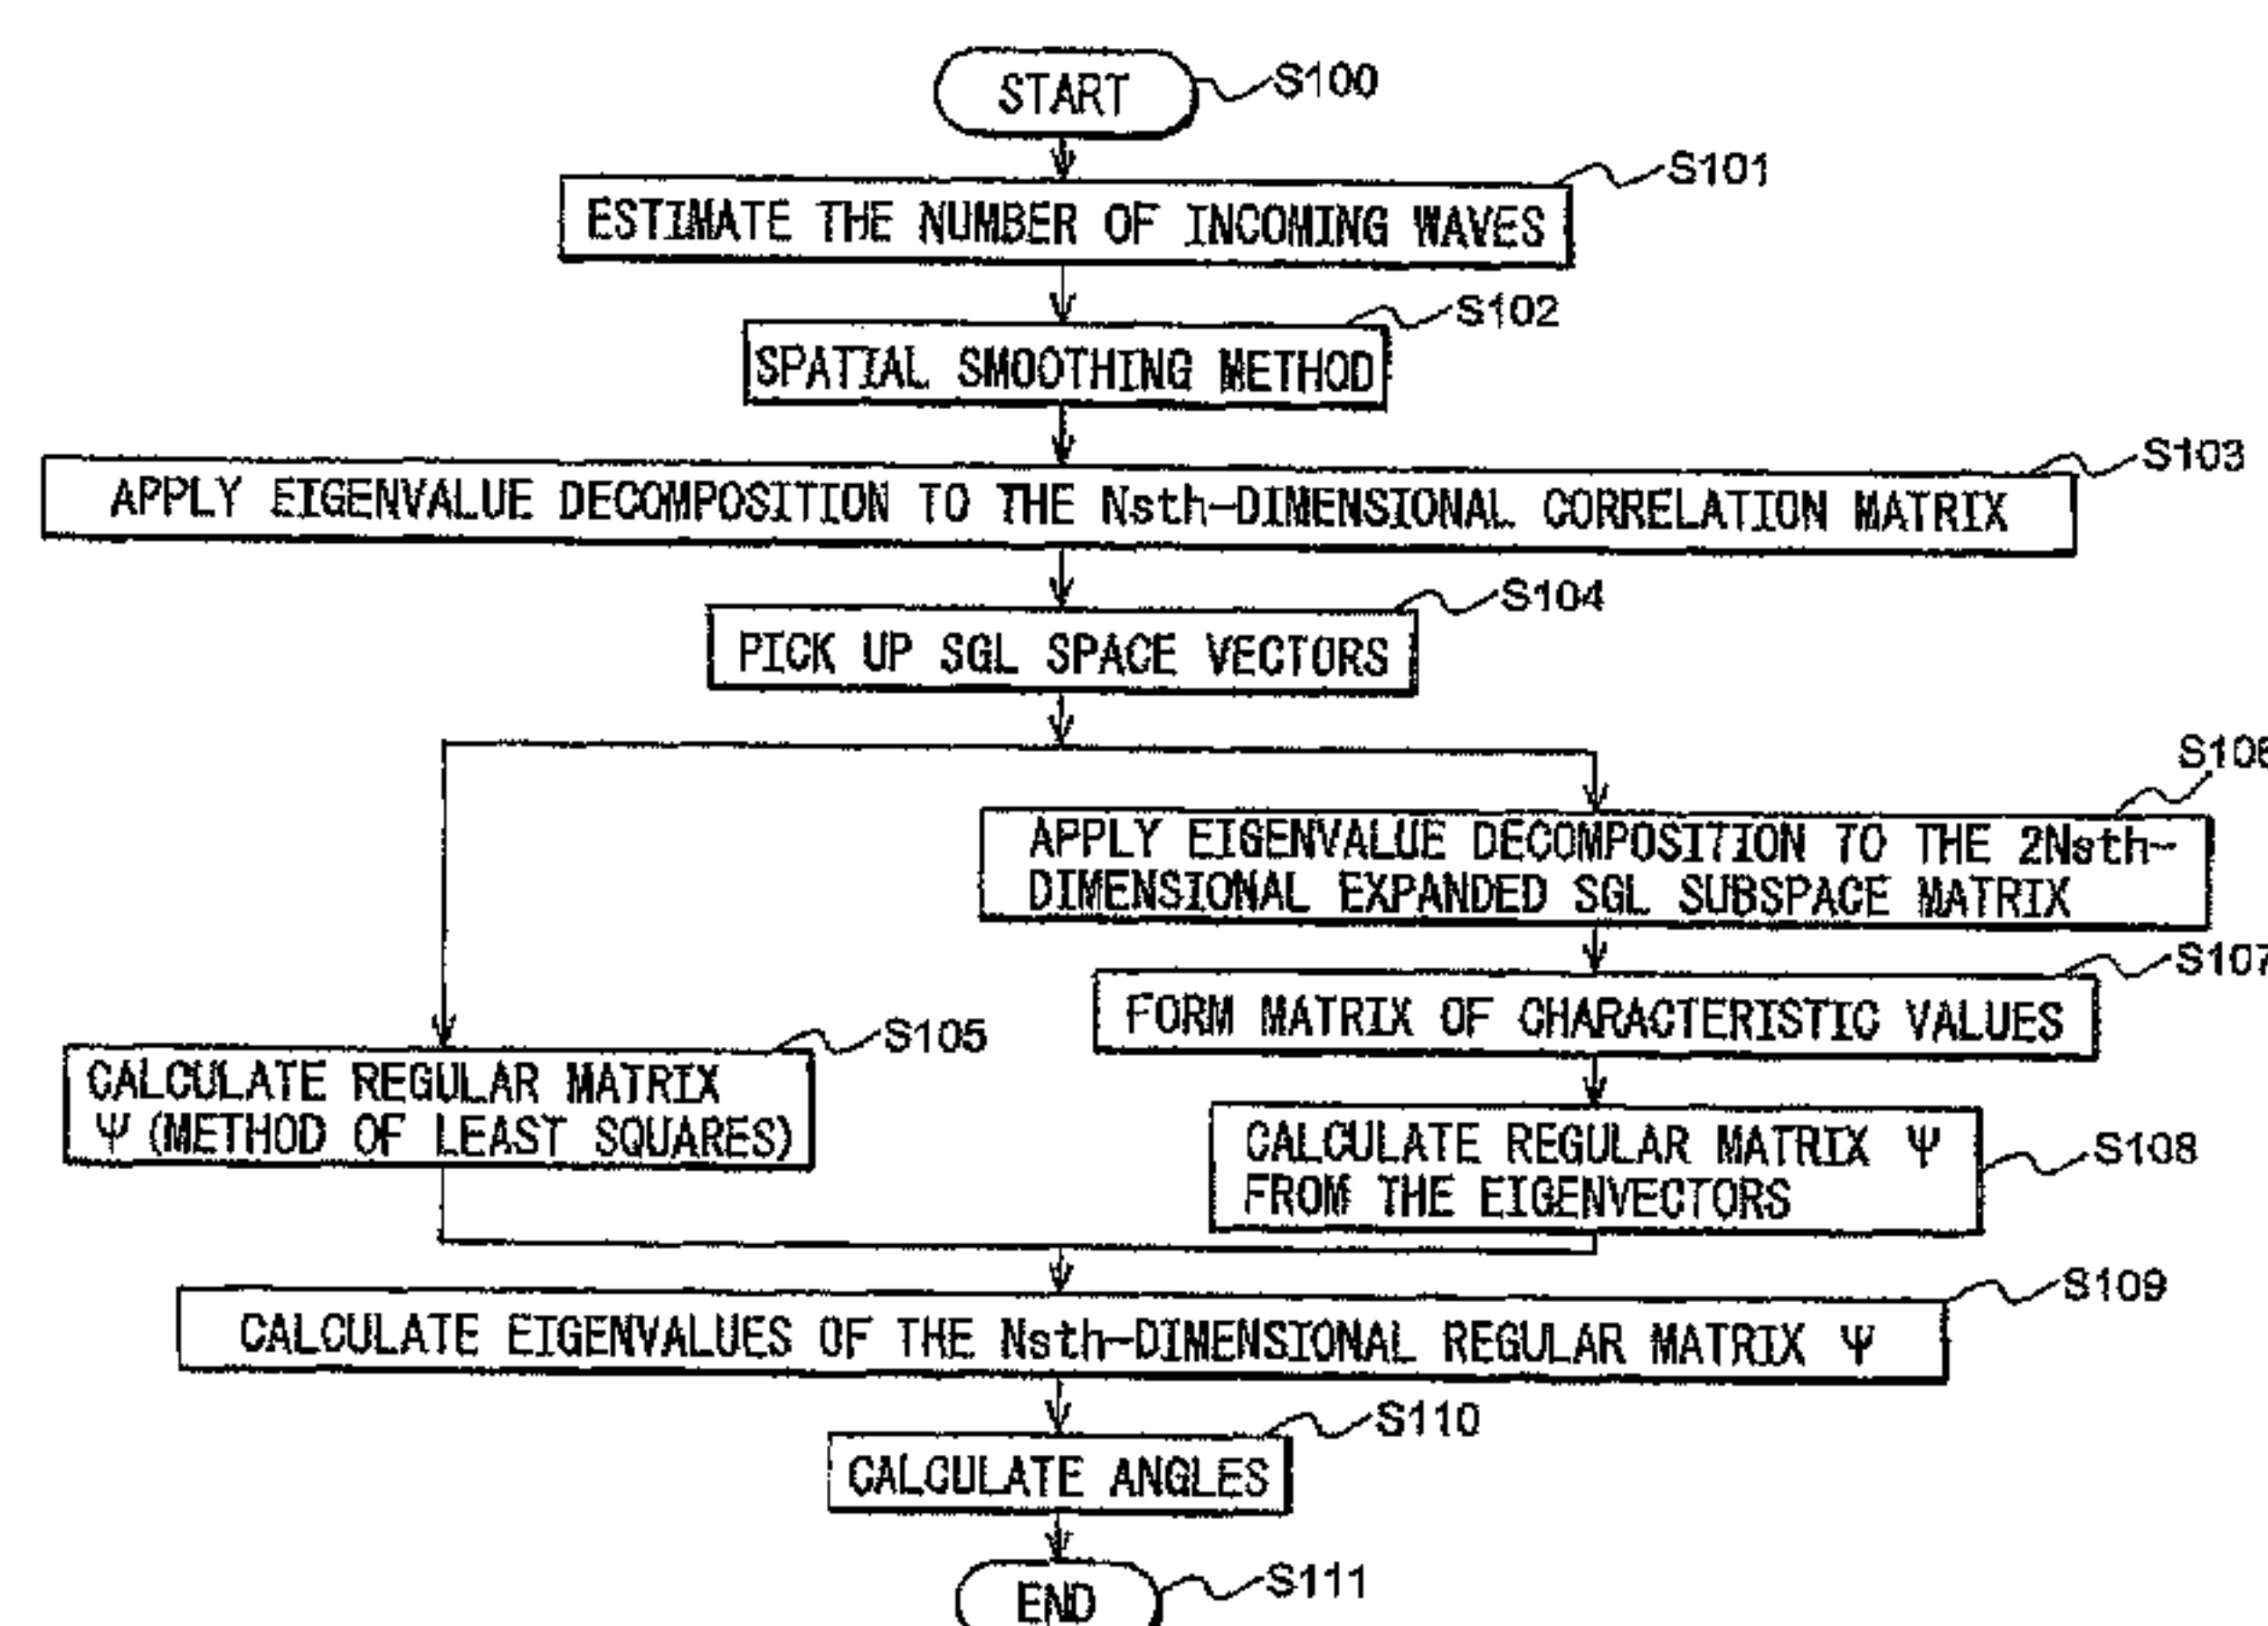 START
S100
ESTIMATE THE NUMBER OF INCOMING WAVES
S101
SPATIAL SMOOTHING METHOD
S102
APPLY EIGENVALUE DECOMPOSITION TO THE Nsth-DIMENSIONAL CORRELATION MATRIX
S103
PICK UP SGL SPACE VECTORS
S104
S106
APPLY EIGENVALUE DECOMPOSITION TO THE 2Nsth-
DIMENSIONAL EXPANDED SGL SUBSPACE MATRIX
S107
FORM MATRIX OF CHARACTERISTIC VALUES
S105
CALCULATE REGULAR MATRIX
Ψ (METHOD OF LEAST SQUARES)
CALCULATE REGULAR MATRIX Ψ
FROM THE EIGENVECTORS
S108
CALCULATE EIGENVALUES OF THE Nsth-DIMENSIONAL REGULAR MATRIX Ψ
S109
CALCULATE ANGLES
S110
END
S111